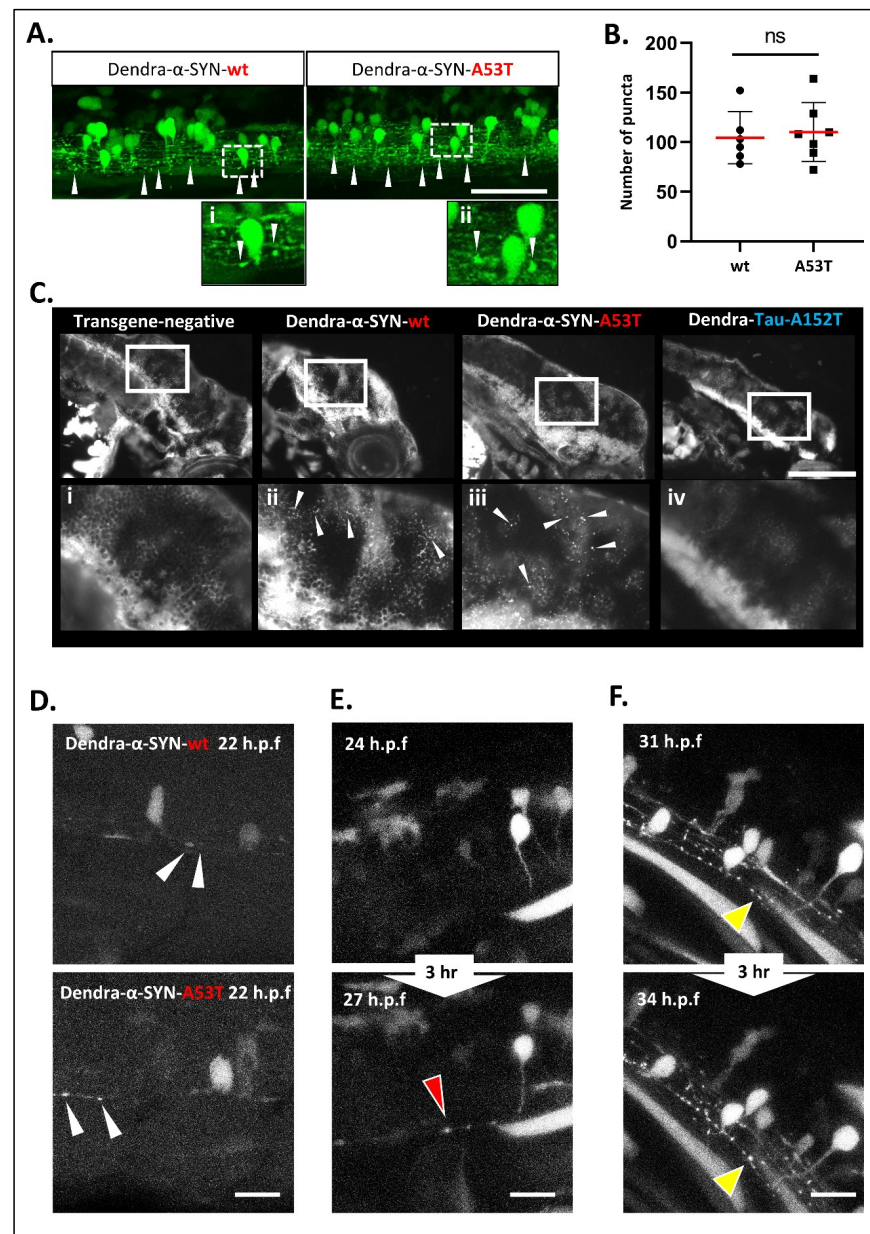 A.
Dendra-α-SYN-wt
Dendra-α-SYN-A53T
i
ii
B.
ns
Number of puncta
200
150
100
50
0
wt
A53T
C.
Transgene-negative
Dendra-α-SYN-wt
Dendra-α-SYN-A53T
Dendra-Tau-A152T
i
ii
iii
iv
D.
Dendra-α-SYN-wt 22 h.p.f
Dendra-α-SYN-A53T 22 h.p.f
E.
24 h.p.f
3 hr
27 h.p.f
F.
31 h.p.f
3 hr
34 h.p.f